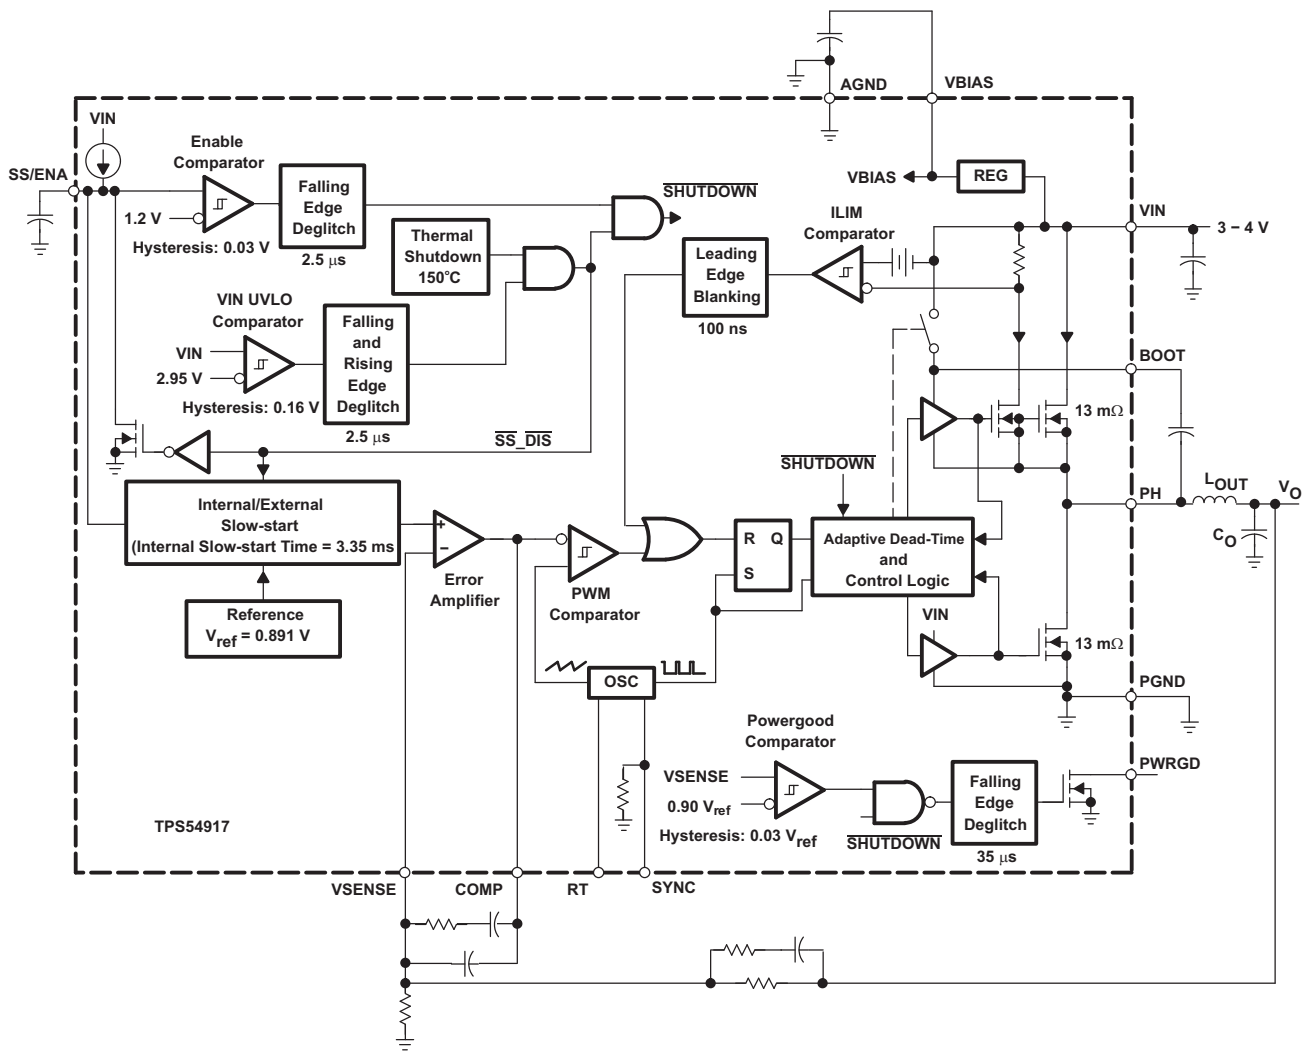 AGND
VBIAS
VIN
Enable
Comparator
SS/ENA
1.2 V
Hysteresis: 0.03 V
Falling
Edge
Deglitch
2.5 μs
SHUTDOWN
Thermal
Shutdown
150°C
VIN UVLO
Comparator
VIN
2.95 V
Hysteresis: 0.16 V
Falling
and
Rising
Edge
Deglitch
2.5 μs
SS_DIS
VBIAS
REG
ILIM
Comparator
Leading
Edge
Blanking
100 ns
VIN
3 − 4 V
BOOT
13 mΩ
SHUTDOWN
PH
LOUT
VO
CO
Internal/External
Slow-start
(Internal Slow-start Time = 3.35 ms
Reference
Vref = 0.891 V
+
−
Error
Amplifier
PWM
Comparator
R Q
S
Adaptive Dead-Time
and
Control Logic
VIN
13 mΩ
OSC
PGND
Powergood
Comparator
VSENSE
0.90 Vref
Hysteresis: 0.03 Vref
SHUTDOWN
Falling
Edge
Deglitch
35 μs
PWRGD
TPS54917
VSENSE
COMP
RT
SYNC